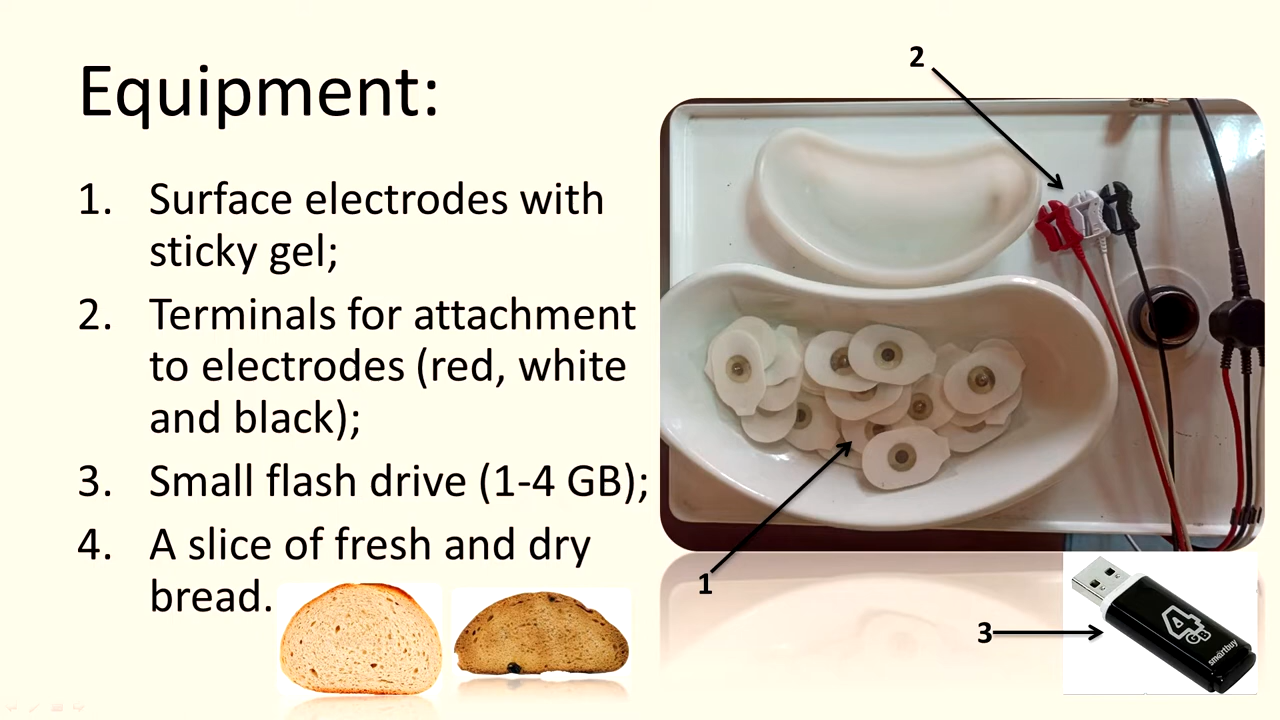 Equipment:
1. Surface electrodes with
sticky gel;
2. Terminals for attachment
to electrodes (red, white
and black);
3. Small flash drive (1-4 GB);
4. A slice of fresh and dry
bread.
2
1
3
4
GB
smartbuy